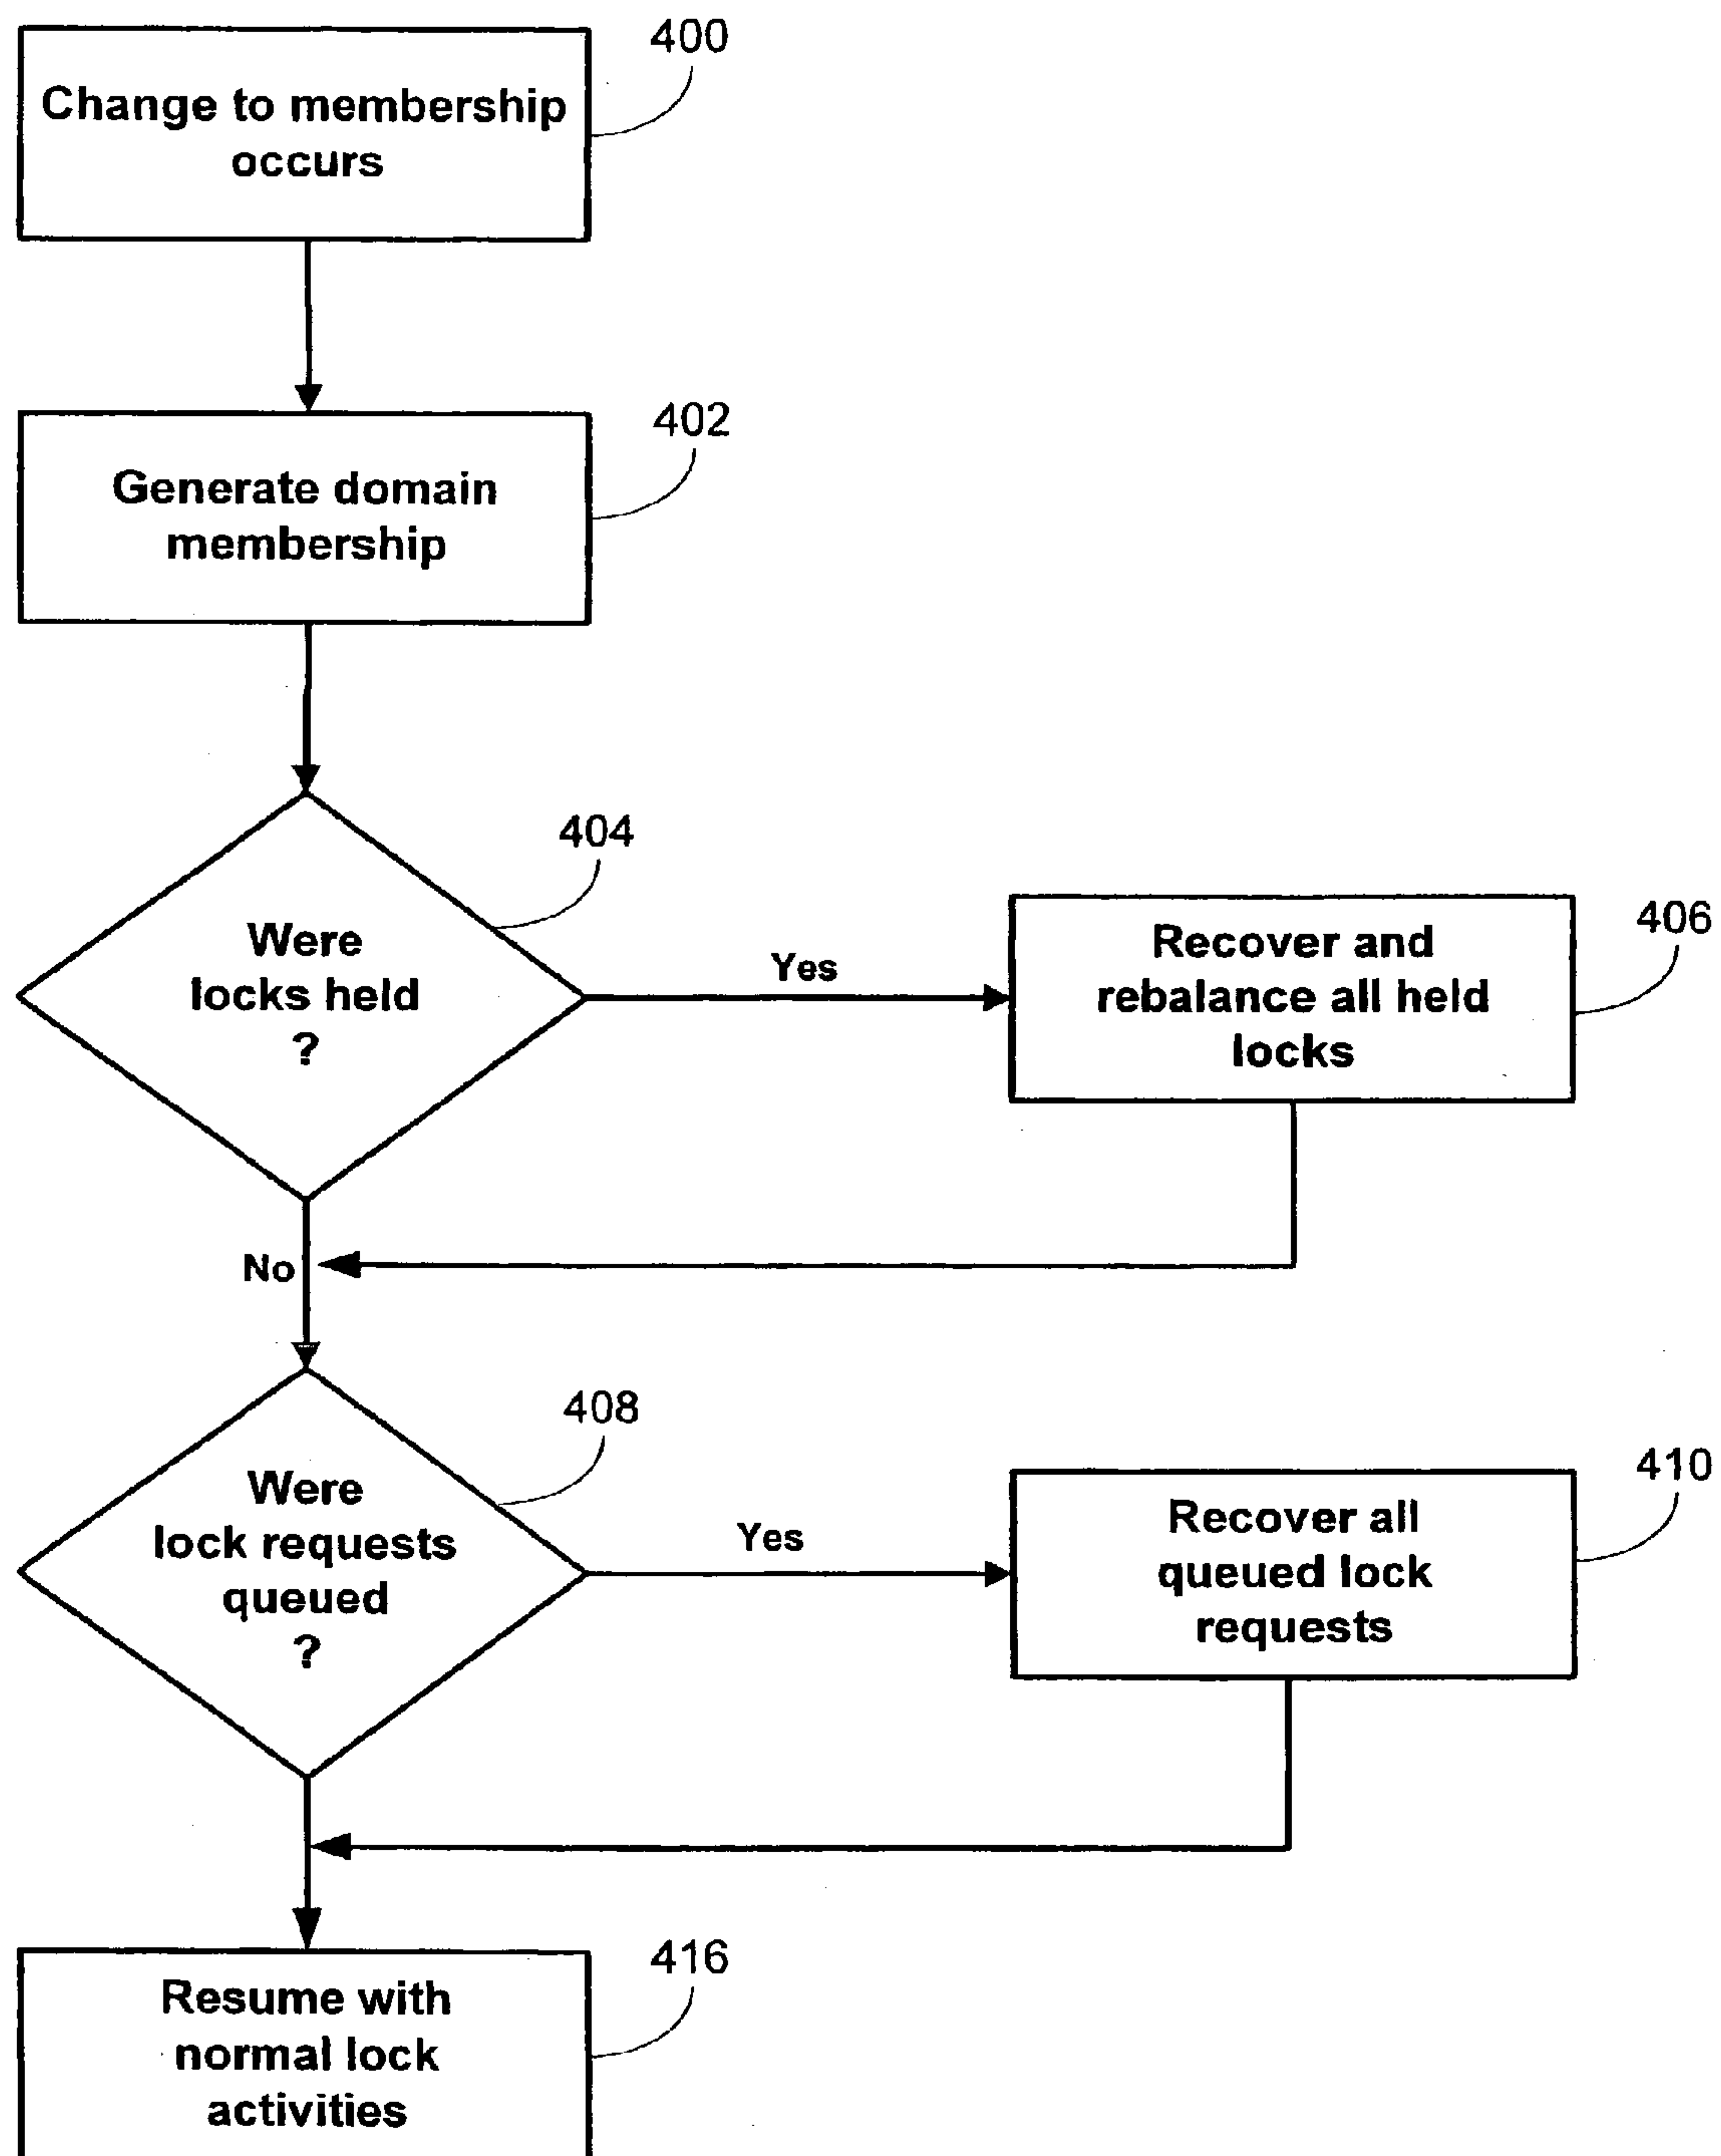 400
Change to membership
occurs
402
Generate domain
membership
404
Were
locks held
?
Yes
406
Recover and
rebalance all held
locks
No
408
Were
lock requests
queued
?
Yes
410
Recover all
queued lock
requests
416
Resume with
normal lock
activities